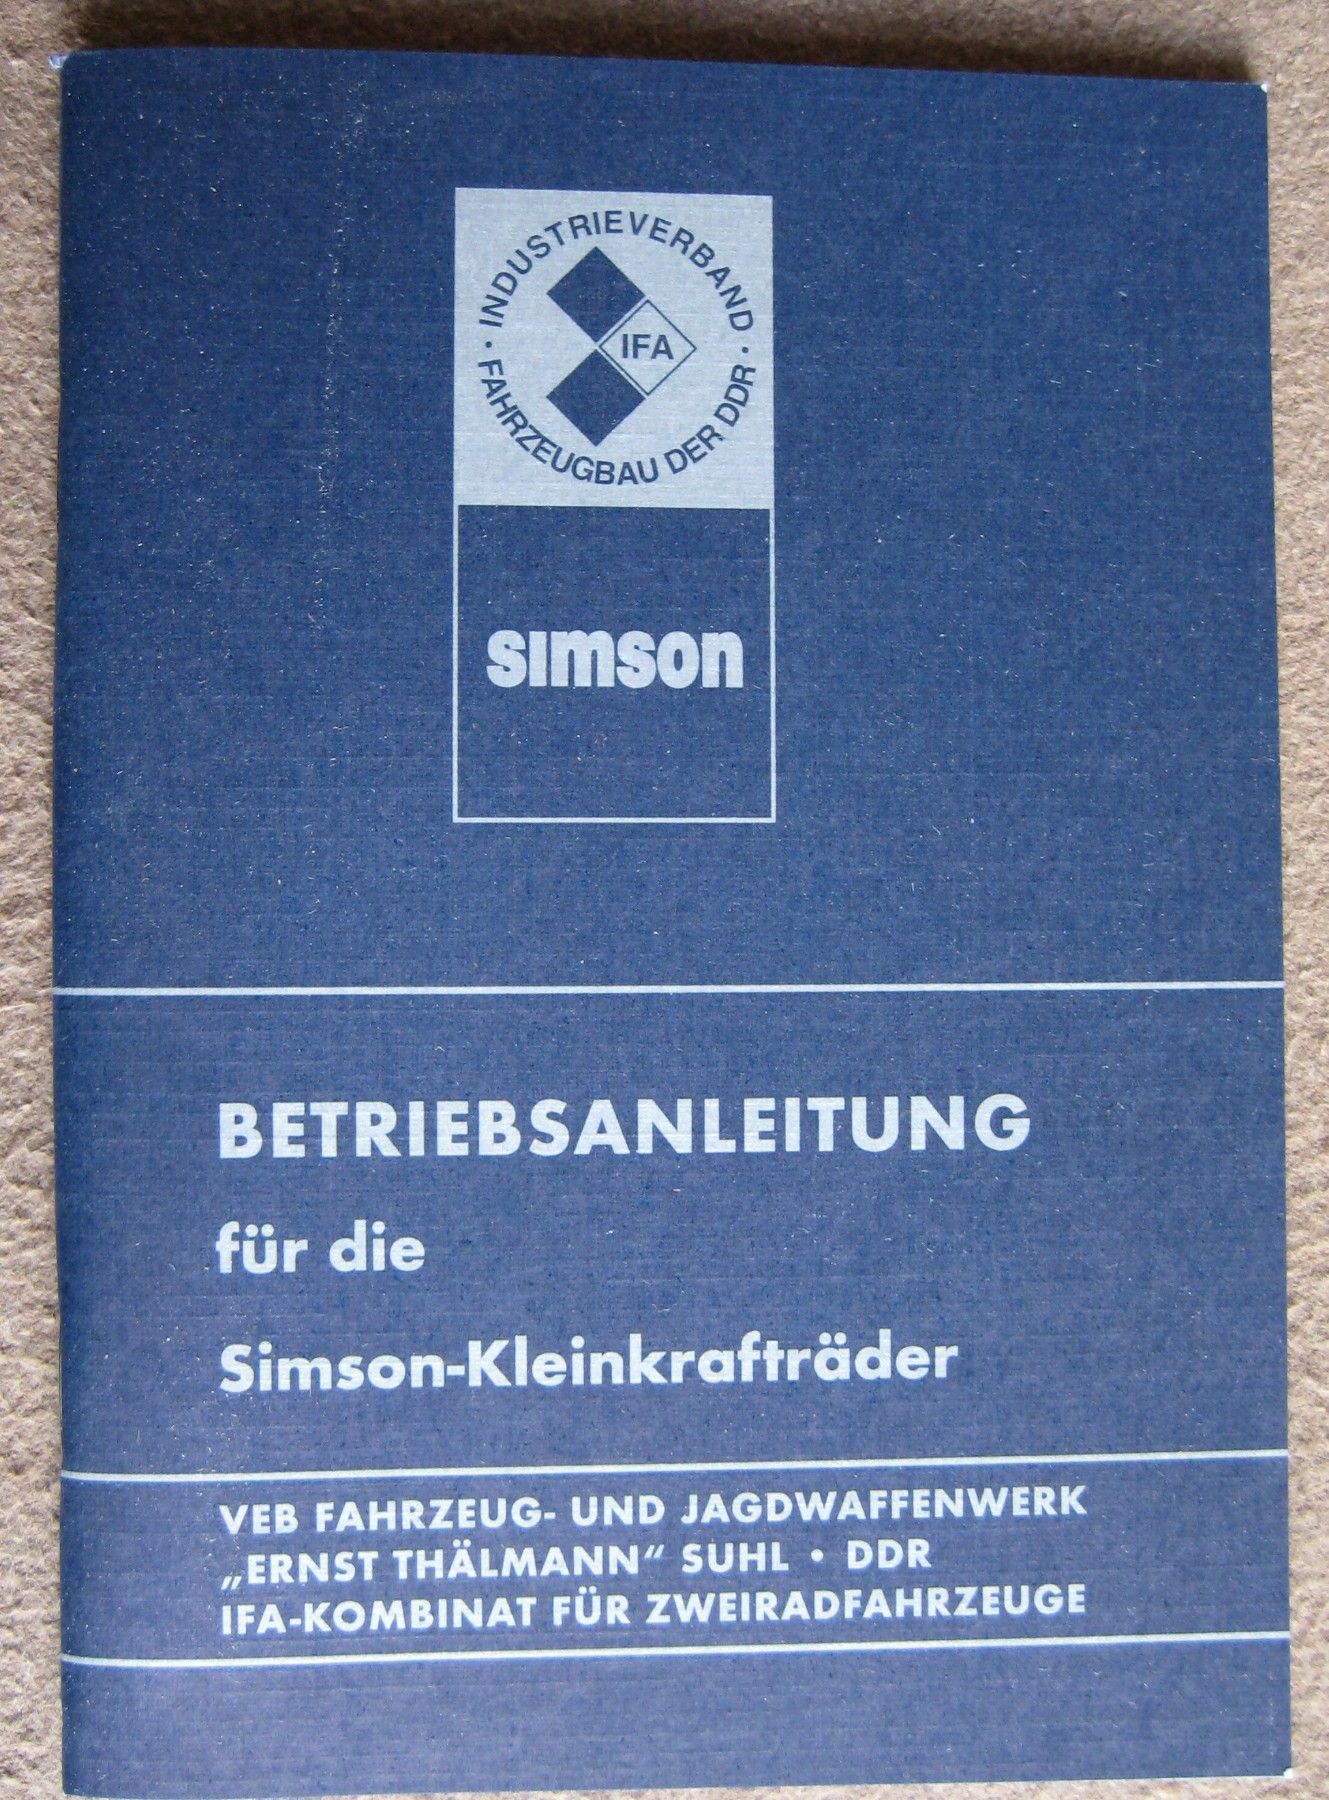 · INDUSTRIEVERBAND ·
FAHRZEUGBAU DER DDR
IFA
simson
BETRIEBSANLEITUNG
für die
Simson-Kleinkrafträder
VEB FAHRZEUG- UND JAGDWAFFENWERK
„ERNST THÄLMANN“ SUHL • DDR
IFA-KOMBINAT FÜR ZWEIRADFAHRZEUGE